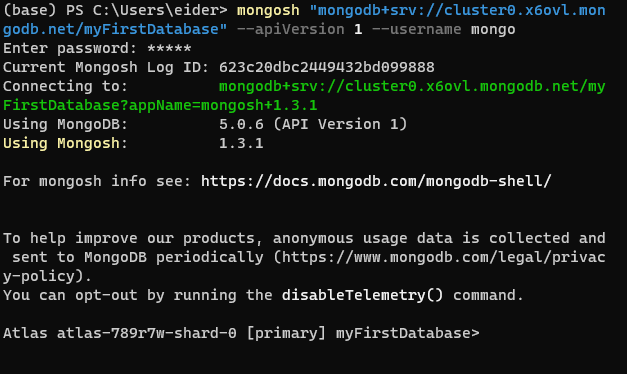 (base) PS C:\Users\eider> mongosh "mongodb+srv://cluster0.x6ovl.mon
godb.net/myFirstDatabase" --apiVersion 1 --username mongo
Enter password: *****
Current Mongosh Log ID: 623c20dbc2449432bd099888
Connecting to:          mongodb+srv://cluster0.x6ovl.mongodb.net/my
FirstDatabase?appName=mongosh+1.3.1
Using MongoDB:          5.0.6 (API Version 1)
Using Mongosh:          1.3.1
For mongosh info see: https://docs.mongodb.com/mongodb-shell/
To help improve our products, anonymous usage data is collected and
 sent to MongoDB periodically (https://www.mongodb.com/legal/privac
y-policy).
You can opt-out by running the disableTelemetry() command.
Atlas atlas-789r7w-shard-0 [primary] myFirstDatabase>